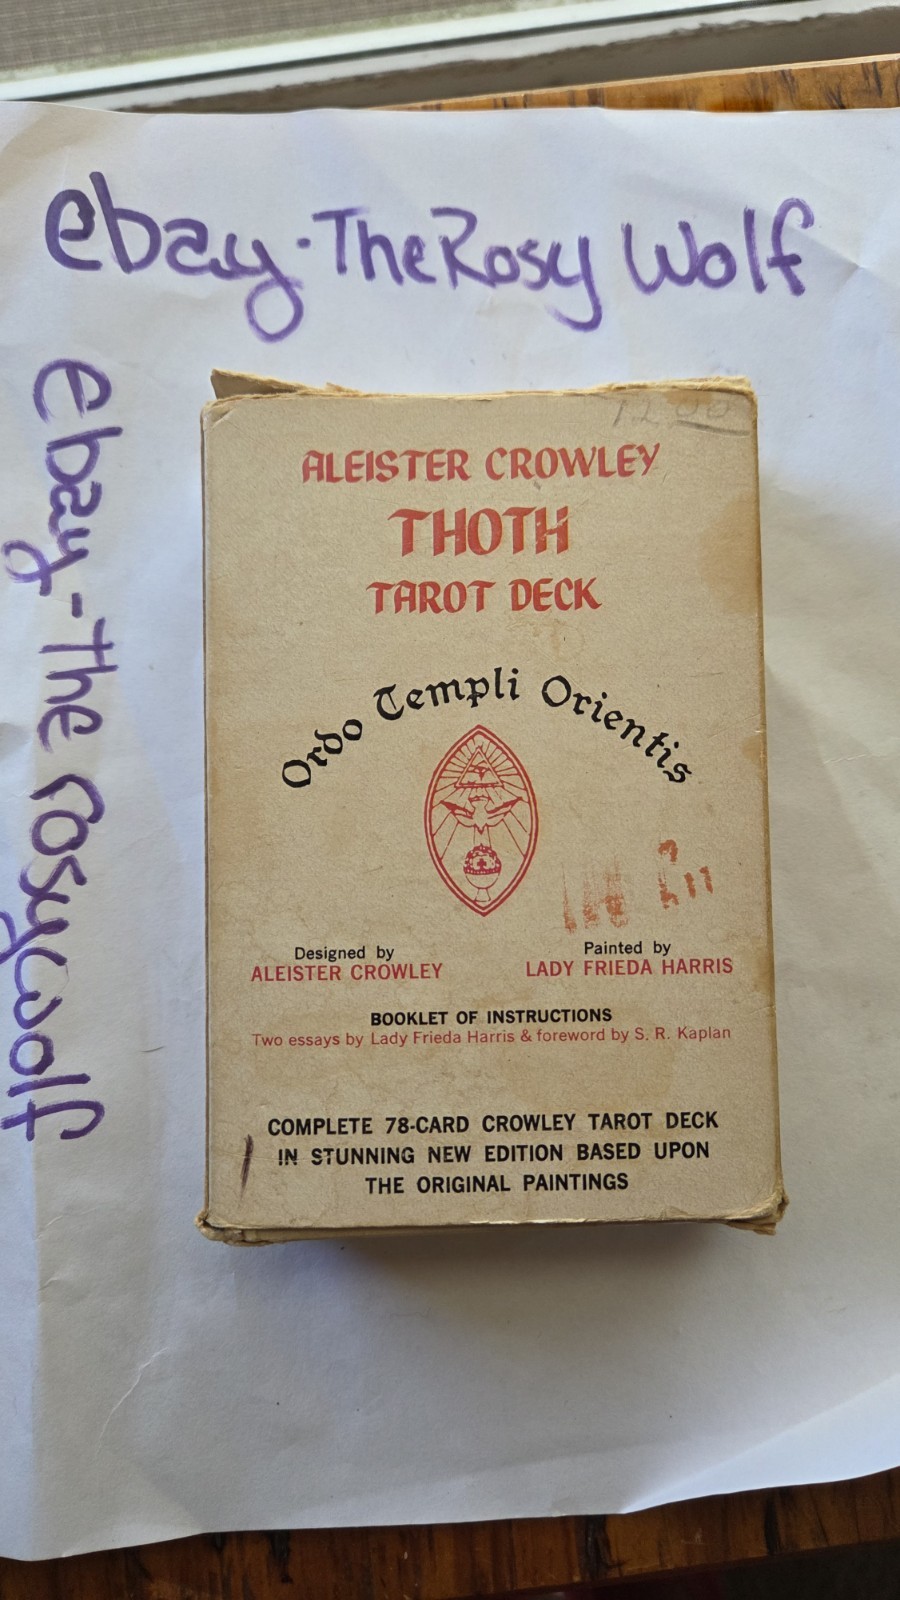 ebay·TheRosy Wolf
ebay-The rosywolf
12.00
ALEISTER CROWLEY
THOTH
TAROT DECK
Ordo Templi Orientis
Designed by
ALEISTER CROWLEY
Painted by
LADY FRIEDA HARRIS
BOOKLET OF INSTRUCTIONS
Two essays by Lady Frieda Harris & foreword by S. R. Kaplan
COMPLETE 78-CARD CROWLEY TAROT DECK
IN STUNNING NEW EDITION BASED UPON
THE ORIGINAL PAINTINGS